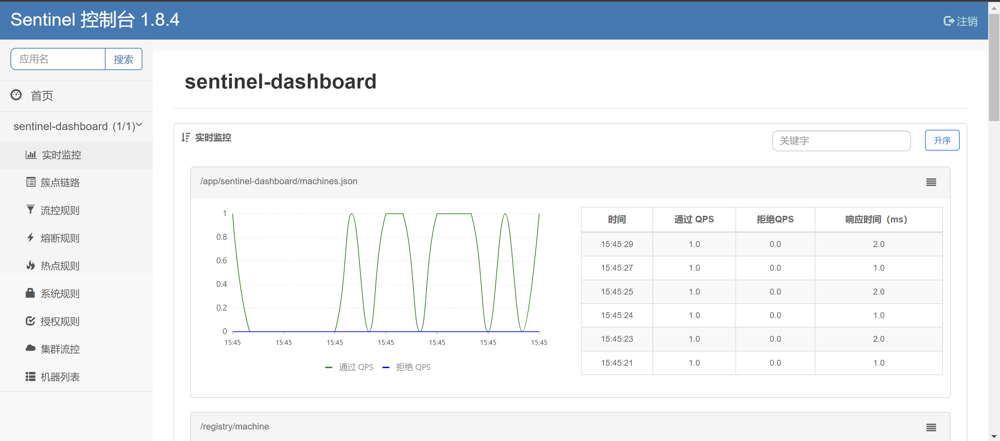 Sentinel 控制台 1.8.4
注销
应用名 搜索
首页
sentinel-dashboard (1/1)
实时监控
簇点链路
流控规则
熔断规则
热点规则
系统规则
授权规则
集群流控
机器列表
sentinel-dashboard
实时监控
关键字 升序
/app/sentinel-dashboard/machines.json
1
0.8
0.6
0.4
0.2
0
15:45 15:45 15:45 15:45 15:45 15:45 15:45
通过 QPS 拒绝 QPS
时间 通过 QPS 拒绝QPS 响应时间（ms）
15:45:29 1.0 0.0 2.0
15:45:27 1.0 0.0 1.0
15:45:25 1.0 0.0 2.0
15:45:24 1.0 0.0 1.0
15:45:23 1.0 0.0 2.0
15:45:21 1.0 0.0 1.0
/registry/machine